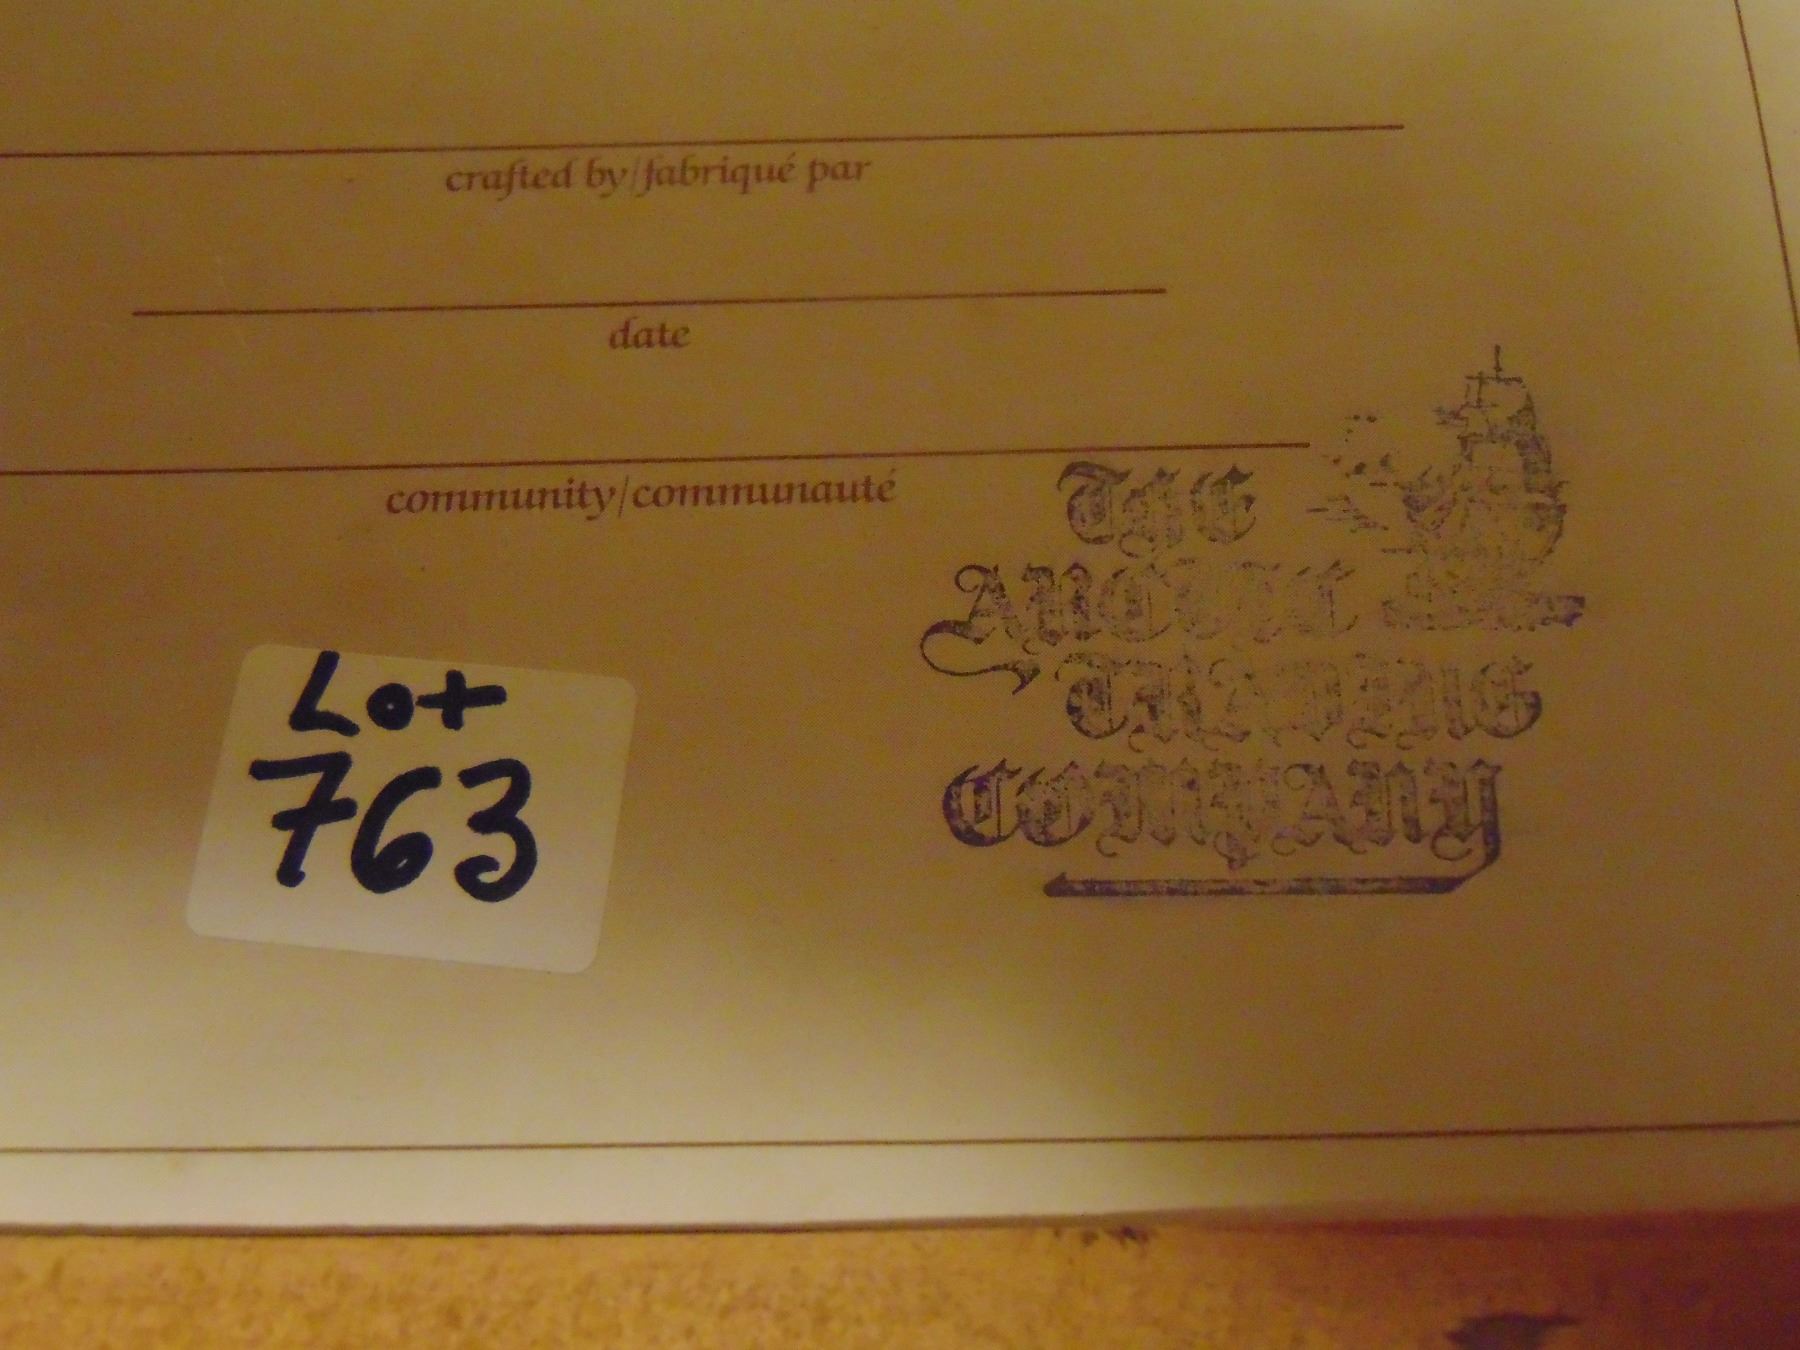 crafted by/fabriqué par
date
community/communauté
The
Arctic
Trading
Company
Lot
763